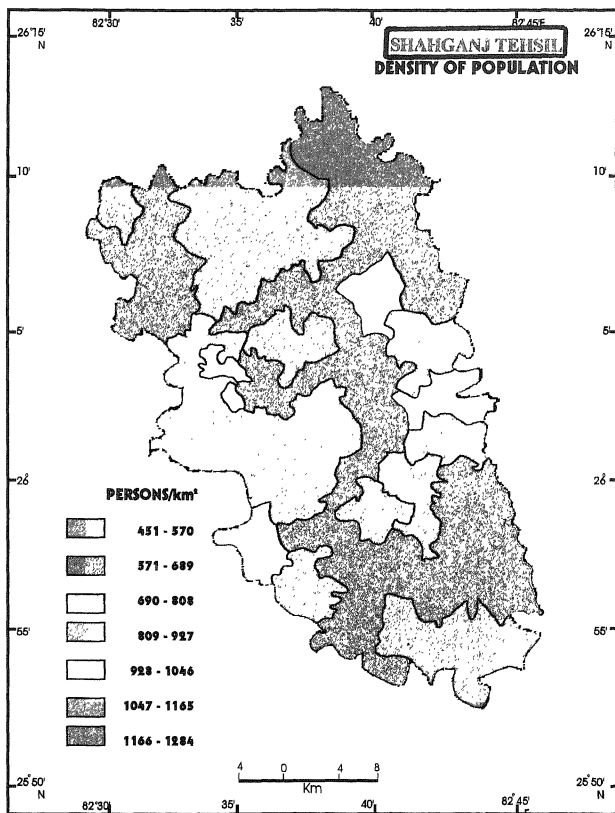 82°30' 35' 40' 82°45'E
26°15' N 26°15' N
SHAHGANJ TEHSIL
DENSITY OF POPULATION
10' 10'
5' 5'
26° 26°
PERSONS/km²
451 - 570
571 - 689
690 - 808
809 - 927
928 - 1046
1047 - 1165
1166 - 1284
55' 55'
4 0 4 8
Km
25°50' N 25°50' N
82°30' 35' 40' 82°45'